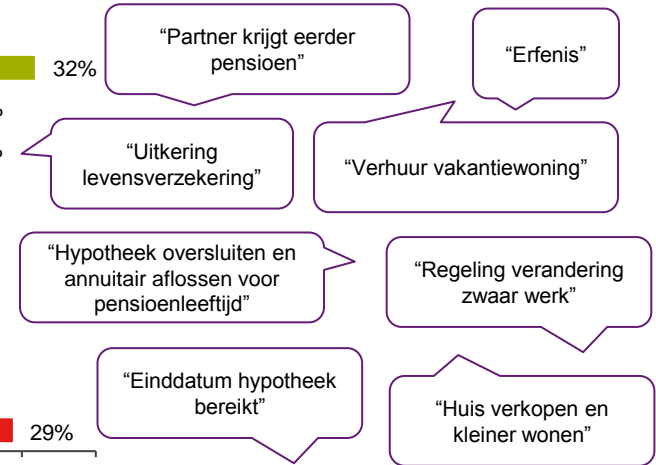 “Partner krijgt eerder
pensioen”
“Erfenis”
32%
%
%
“Uitkering
levensverzekering”
“Verhuur vakantiewoning”
“Hypotheek oversluiten en
annuitair aflossen voor
pensioenleeftijd”
“Regeling verandering
zwaar werk”
“Einddatum hypotheek
bereikt”
“Huis verkopen en
kleiner wonen”
29%